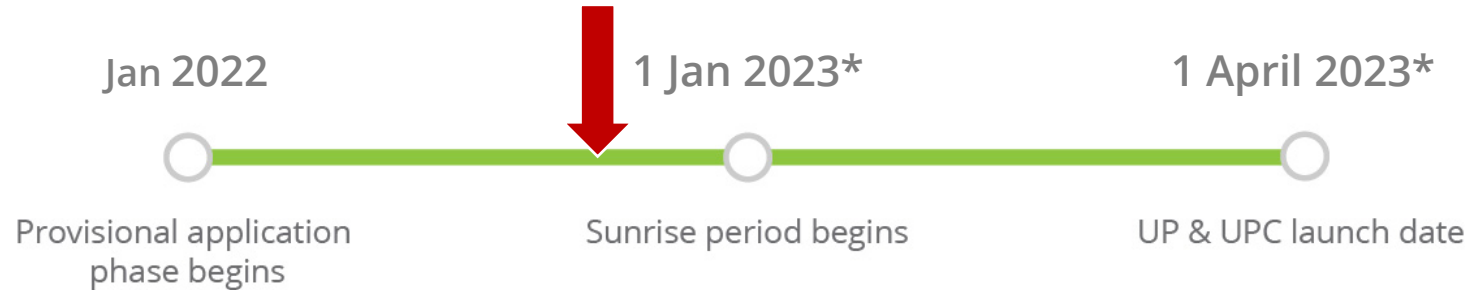 Jan 2022
1 Jan 2023*
1 April 2023*
Provisional application
phase begins
Sunrise period begins
UP & UPC launch date